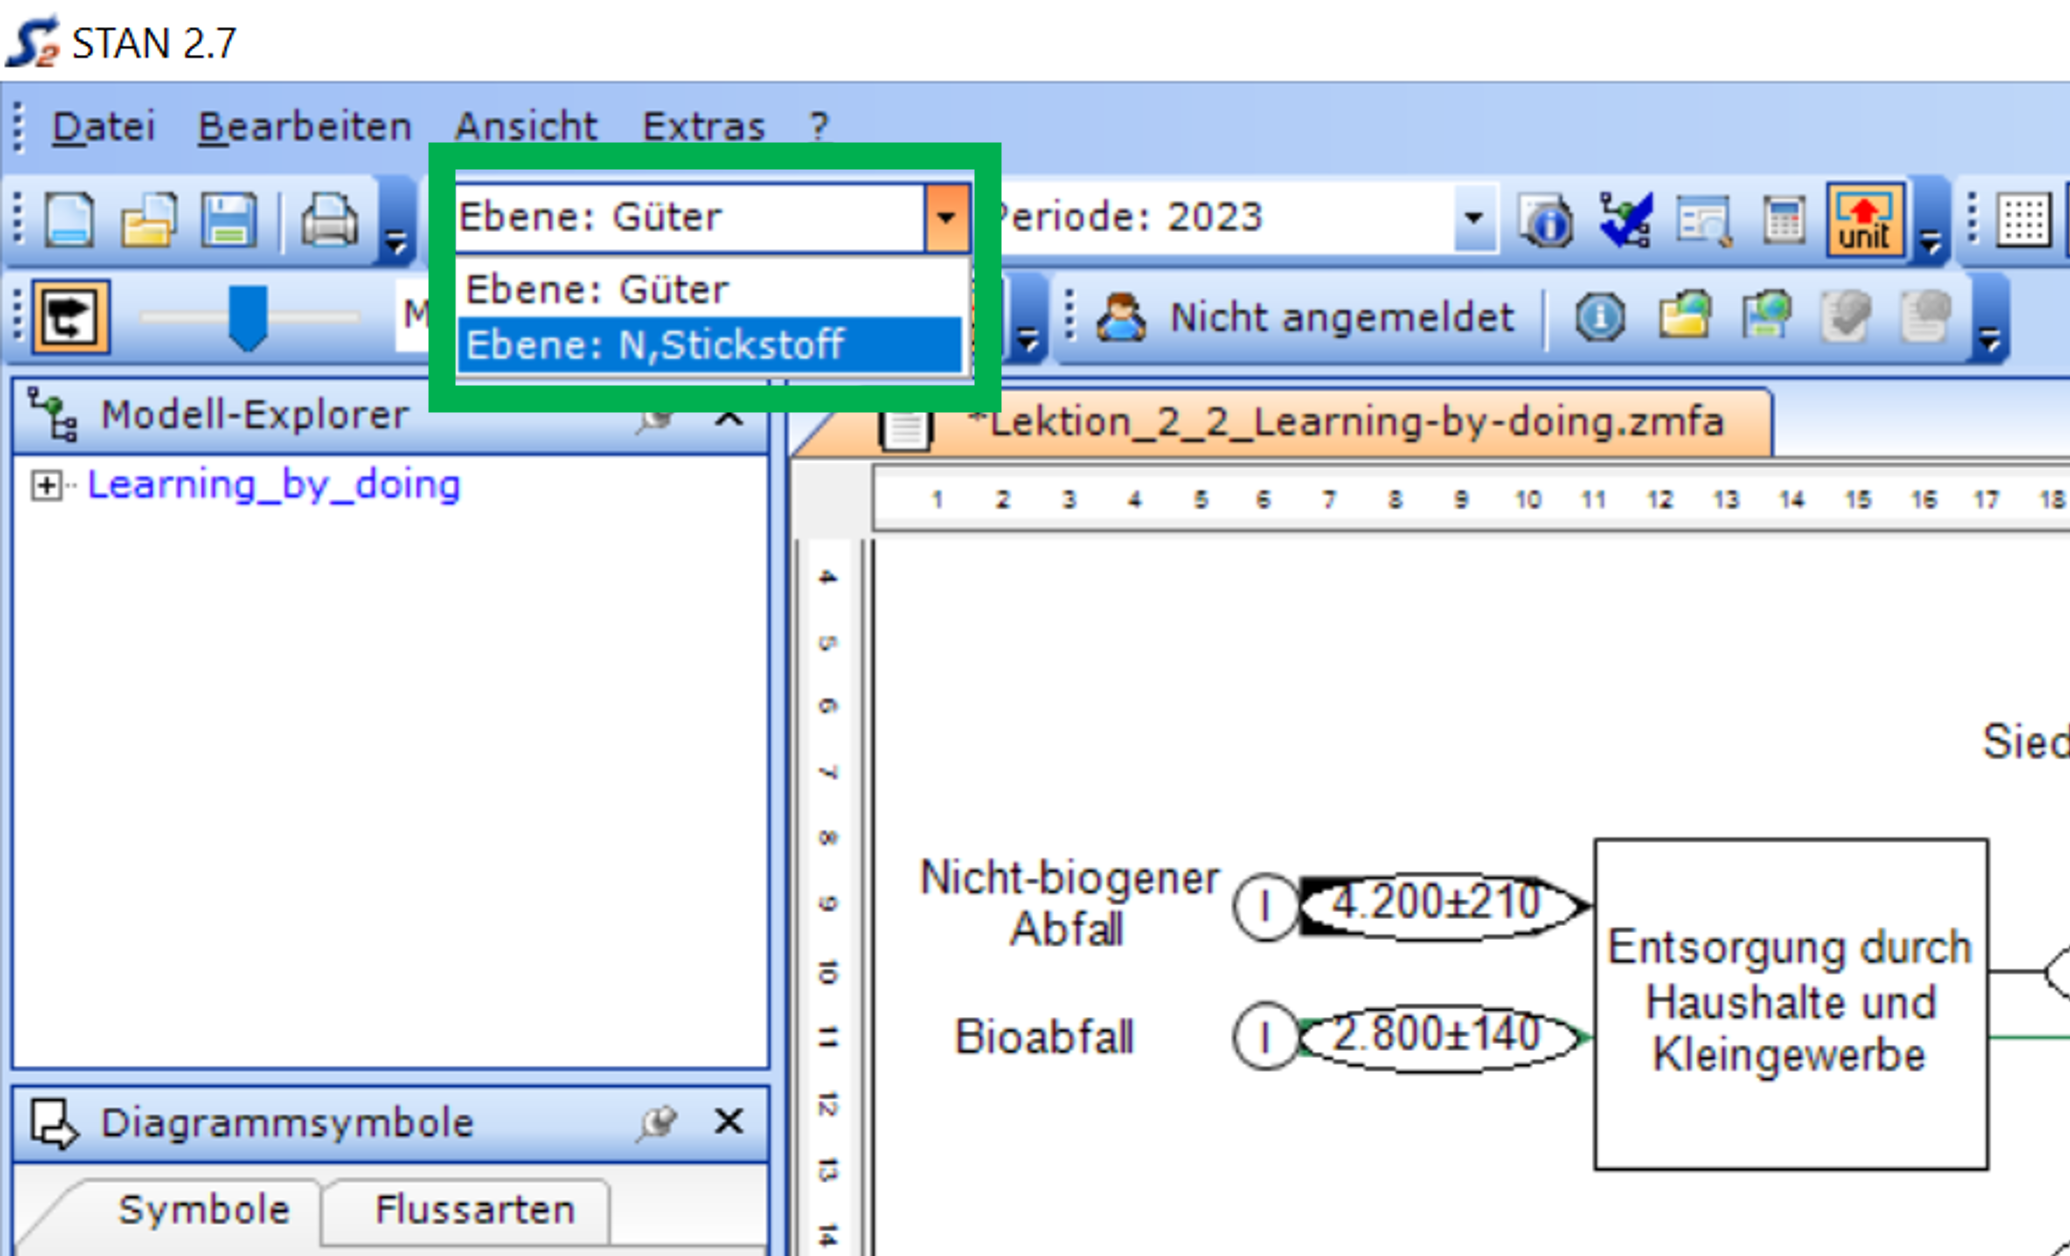 STAN 2.7
Datei Bearbeiten Ansicht Extras ?
Ebene: Güter
Periode: 2023
unit
Ebene: Güter
Ebene: N,Stickstoff
Nicht angemeldet
Modell-Explorer
*Lektion_2_2_Learning-by-doing.zmfa
Learning_by_doing
1 2 3 4 5 6 7 8 9 10 11 12 13 14 15 16 17 18
4
5
6
7
8
9
10
11
12
13
14
Sied
Nicht-biogener
Abfall
I
4.200±210
Entsorgung durch
Haushalte und
Kleingewerbe
Bioabfall
I
2.800±140
Diagrammsymbole
Symbole
Flussarten